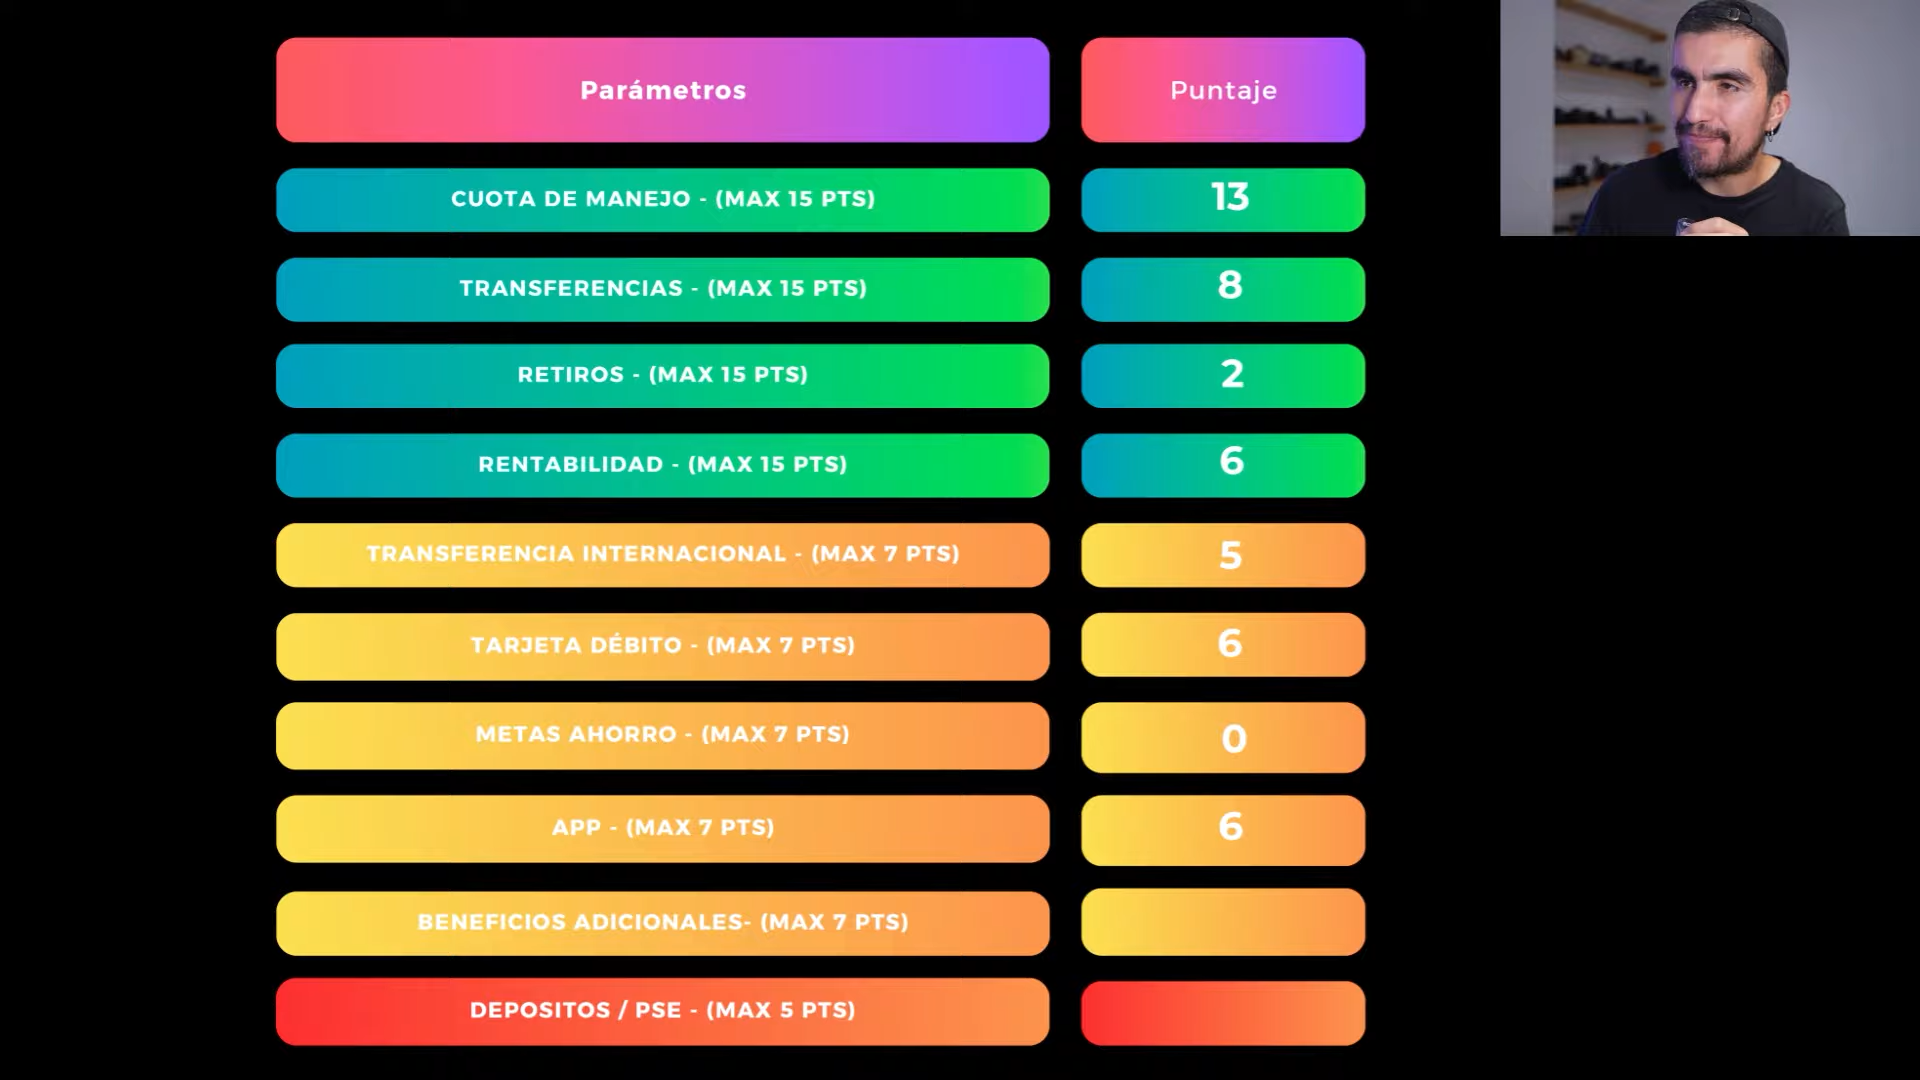 Parámetros
Puntaje
CUOTA DE MANEJO - (MAX 15 PTS)
13
TRANSFERENCIAS - (MAX 15 PTS)
8
RETIROS - (MAX 15 PTS)
2
RENTABILIDAD - (MAX 15 PTS)
6
TRANSFERENCIA INTERNACIONAL - (MAX 7 PTS)
5
TARJETA DÉBITO - (MAX 7 PTS)
6
METAS AHORRO - (MAX 7 PTS)
0
APP - (MAX 7 PTS)
6
BENEFICIOS ADICIONALES- (MAX 7 PTS)
DEPOSITOS / PSE - (MAX 5 PTS)